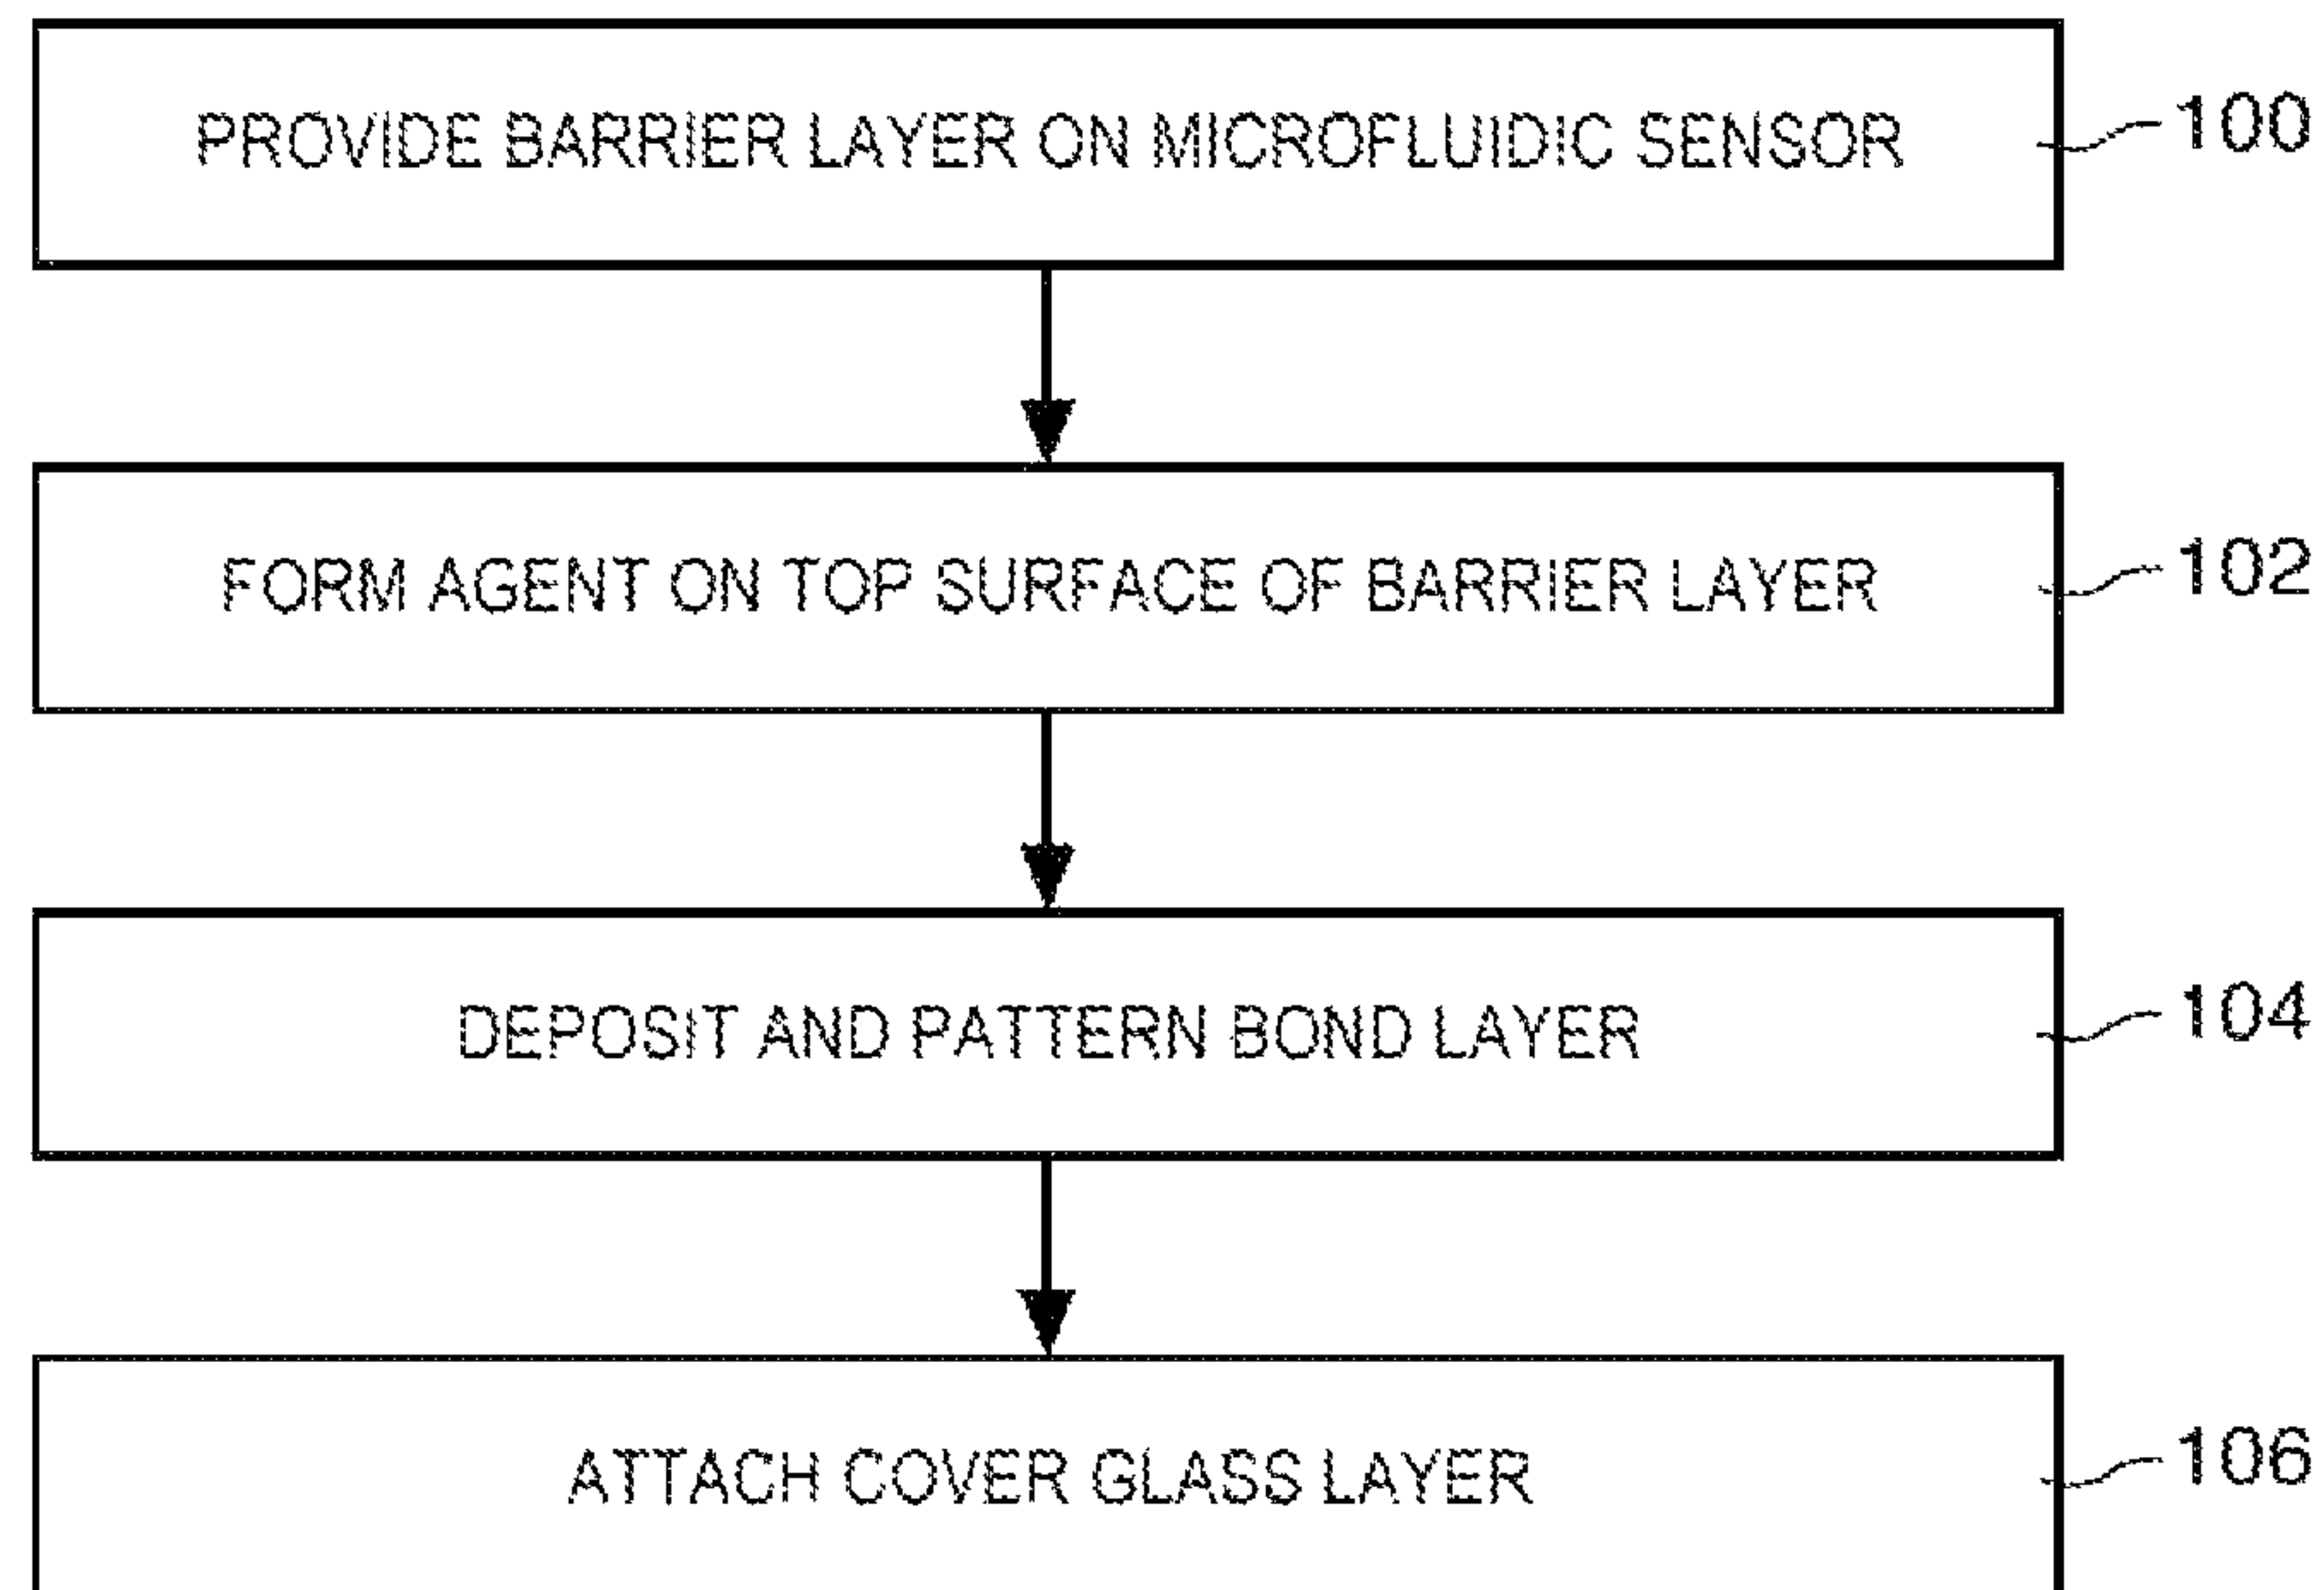 PROVIDE BARRIER LAYER ON MICROFLUIDIC SENSOR
100
FORM AGENT ON TOP SURFACE OF BARRIER LAYER
102
DEPOSIT AND PATTERN BOND LAYER
104
ATTACH COVER GLASS LAYER
106